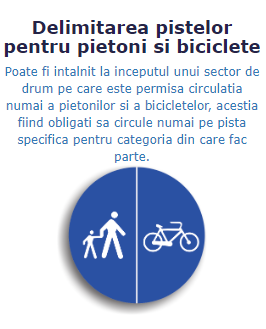 Delimitarea pistelor
pentru pietoni si biciclete
Poate fi intalnit la inceputul unui sector de
drum pe care este permisa circulatia
numai a pietonilor si a bicicletelor, acestia
fiind obligati sa circule numai pe pista
specifica pentru categoria din care fac
parte.